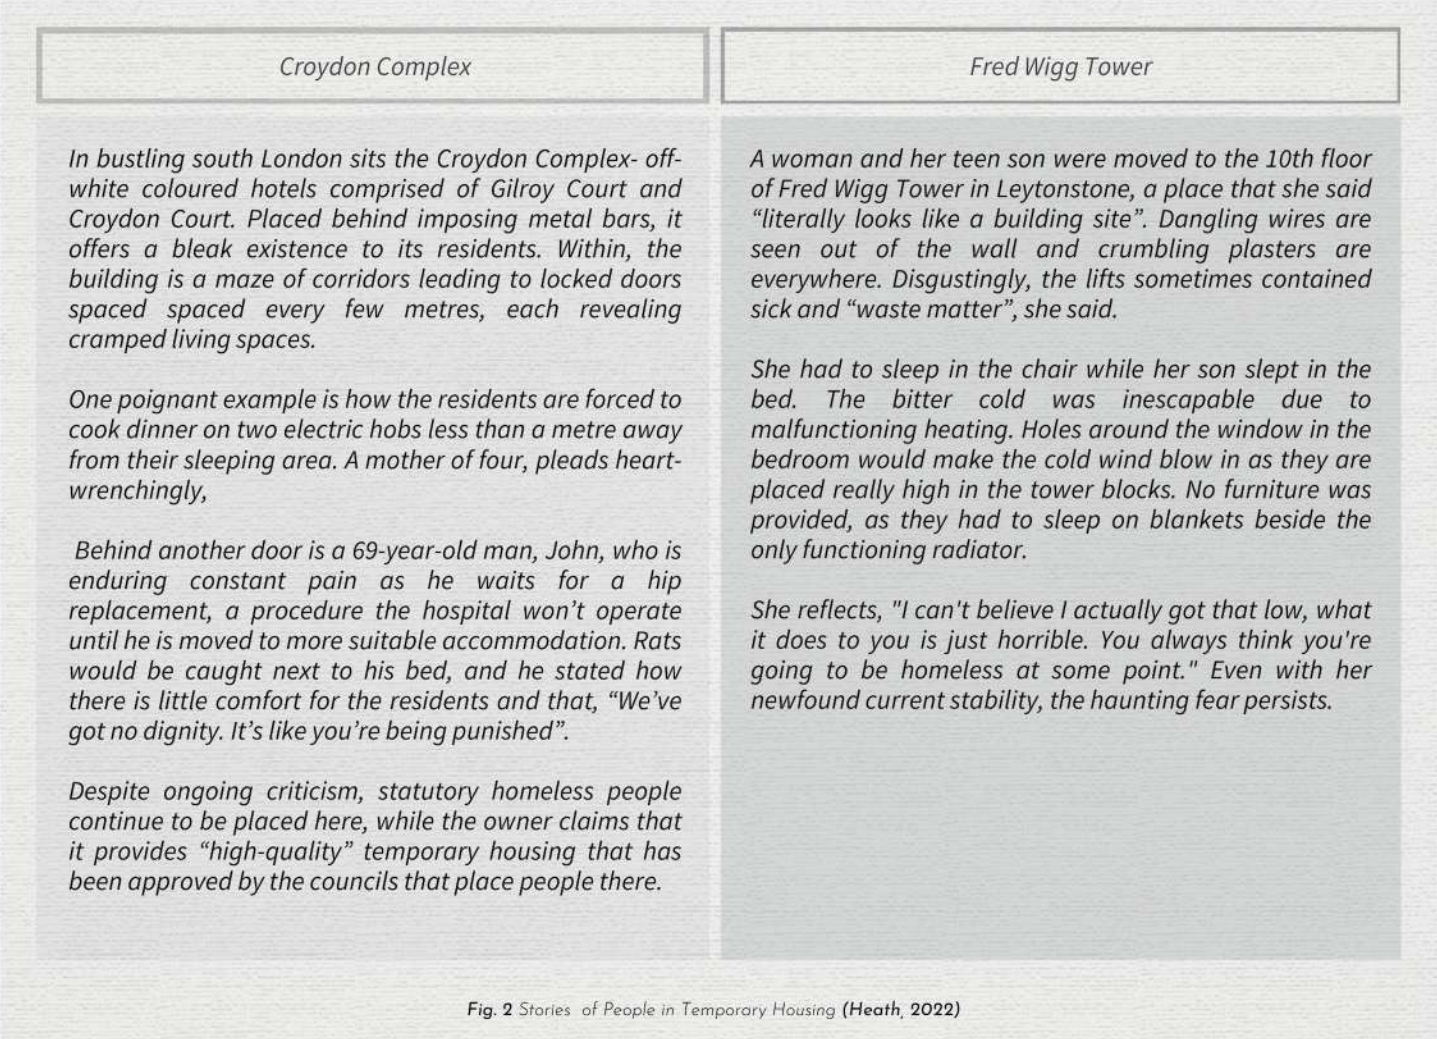 Croydon Complex
In bustling south London sits the Croydon Complex- off-
white coloured hotels comprised of Gilroy Court and
Croydon Court. Placed behind imposing metal bars, it
offers a bleak existence to its residents. Within, the
building is a maze of corridors leading to locked doors
spaced spaced every few metres, each revealing
cramped living spaces.
One poignant example is how the residents are forced to
cook dinner on two electric hobs less than a metre away
from their sleeping area. A mother of four, pleads heart-
wrenchingly,
Behind another door is a 69-year-old man, John, who is
enduring constant pain as he waits for a hip
replacement, a procedure the hospital won’t operate
until he is moved to more suitable accommodation. Rats
would be caught next to his bed, and he stated how
there is little comfort for the residents and that, “We’ve
got no dignity. It’s like you’re being punished”.
Despite ongoing criticism, statutory homeless people
continue to be placed here, while the owner claims that
it provides “high-quality” temporary housing that has
been approved by the councils that place people there.
Fred Wigg Tower
A woman and her teen son were moved to the 10th floor
of Fred Wigg Tower in Leytonstone, a place that she said
“literally looks like a building site”. Dangling wires are
seen out of the wall and crumbling plasters are
everywhere. Disgustingly, the lifts sometimes contained
sick and “waste matter”, she said.
She had to sleep in the chair while her son slept in the
bed. The bitter cold was inescapable due to
malfunctioning heating. Holes around the window in the
bedroom would make the cold wind blow in as they are
placed really high in the tower blocks. No furniture was
provided, as they had to sleep on blankets beside the
only functioning radiator.
She reflects, "I can't believe I actually got that low, what
it does to you is just horrible. You always think you're
going to be homeless at some point." Even with her
newfound current stability, the haunting fear persists.
Fig. 2 Stories of People in Temporary Housing (Heath, 2022)